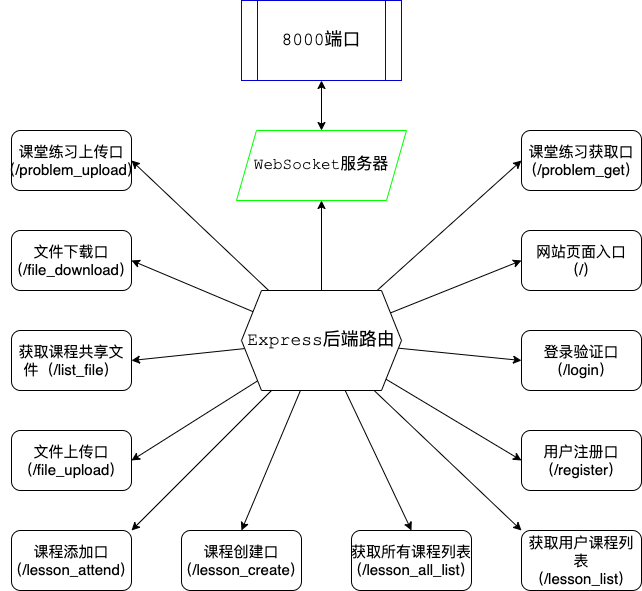 8000端口
课堂练习上传口
(/problem_upload)
WebSocket服务器
课堂练习获取口
(/problem_get)
文件下载口
(/file_download)
网站页面入口
(/)
Express后端路由
获取课程共享文
件（/list_file)
登录验证口
(/login)
文件上传口
(/file_upload)
用户注册口
(/register)
课程添加口
(/lesson_attend)
课程创建口
(/lesson_create)
获取所有课程列表
(/lesson_all_list)
获取用户课程列
表
(/lesson_list)